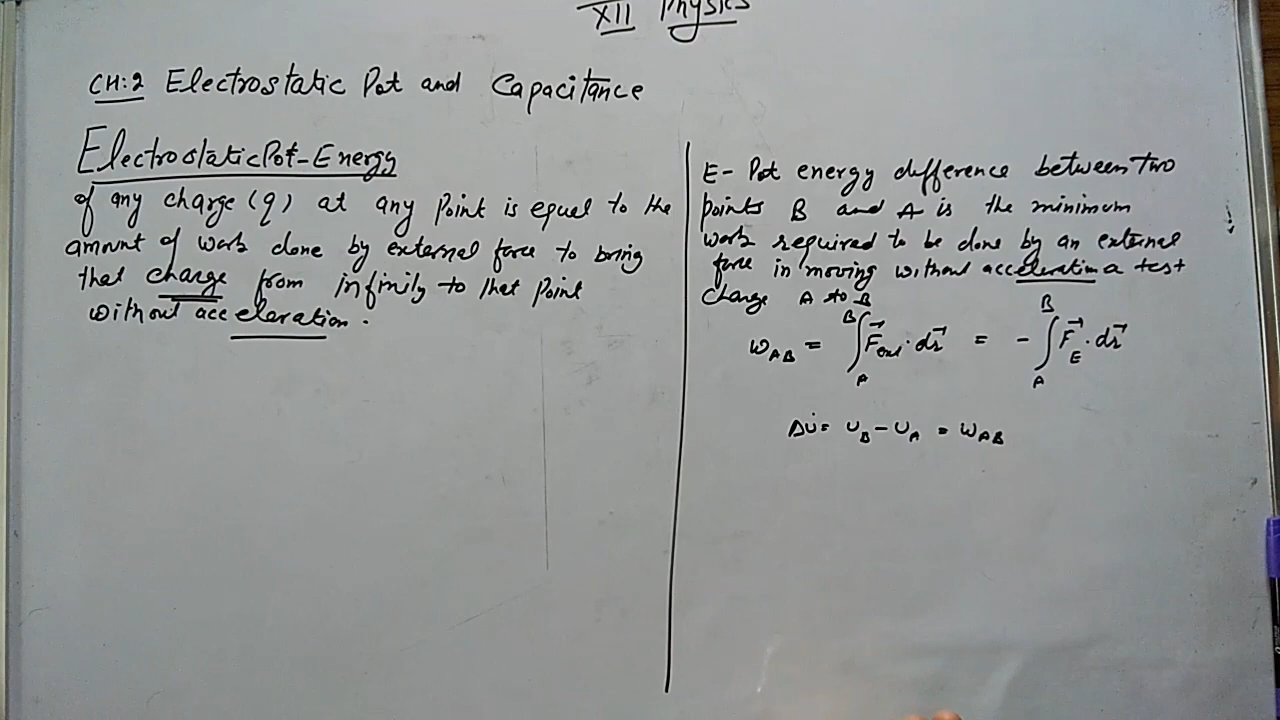 XII Physics
CH:2 Electrostatic Pot and Capacitance
Electrostatic Pot-Energy
of any charge (q) at any Point is equal to the
amount of work done by external force to bring
that charge from infinity to that Point
without acceleration.
E- Pot energy difference between two
points B and A is the minimum
work required to be done by an external
force in moving without acceleration a test
charge A to B
W_AB = ∫_A^B F⃗_ext · dr⃗ = - ∫_A^B F⃗_E · dr⃗
ΔU = U_B - U_A = W_AB